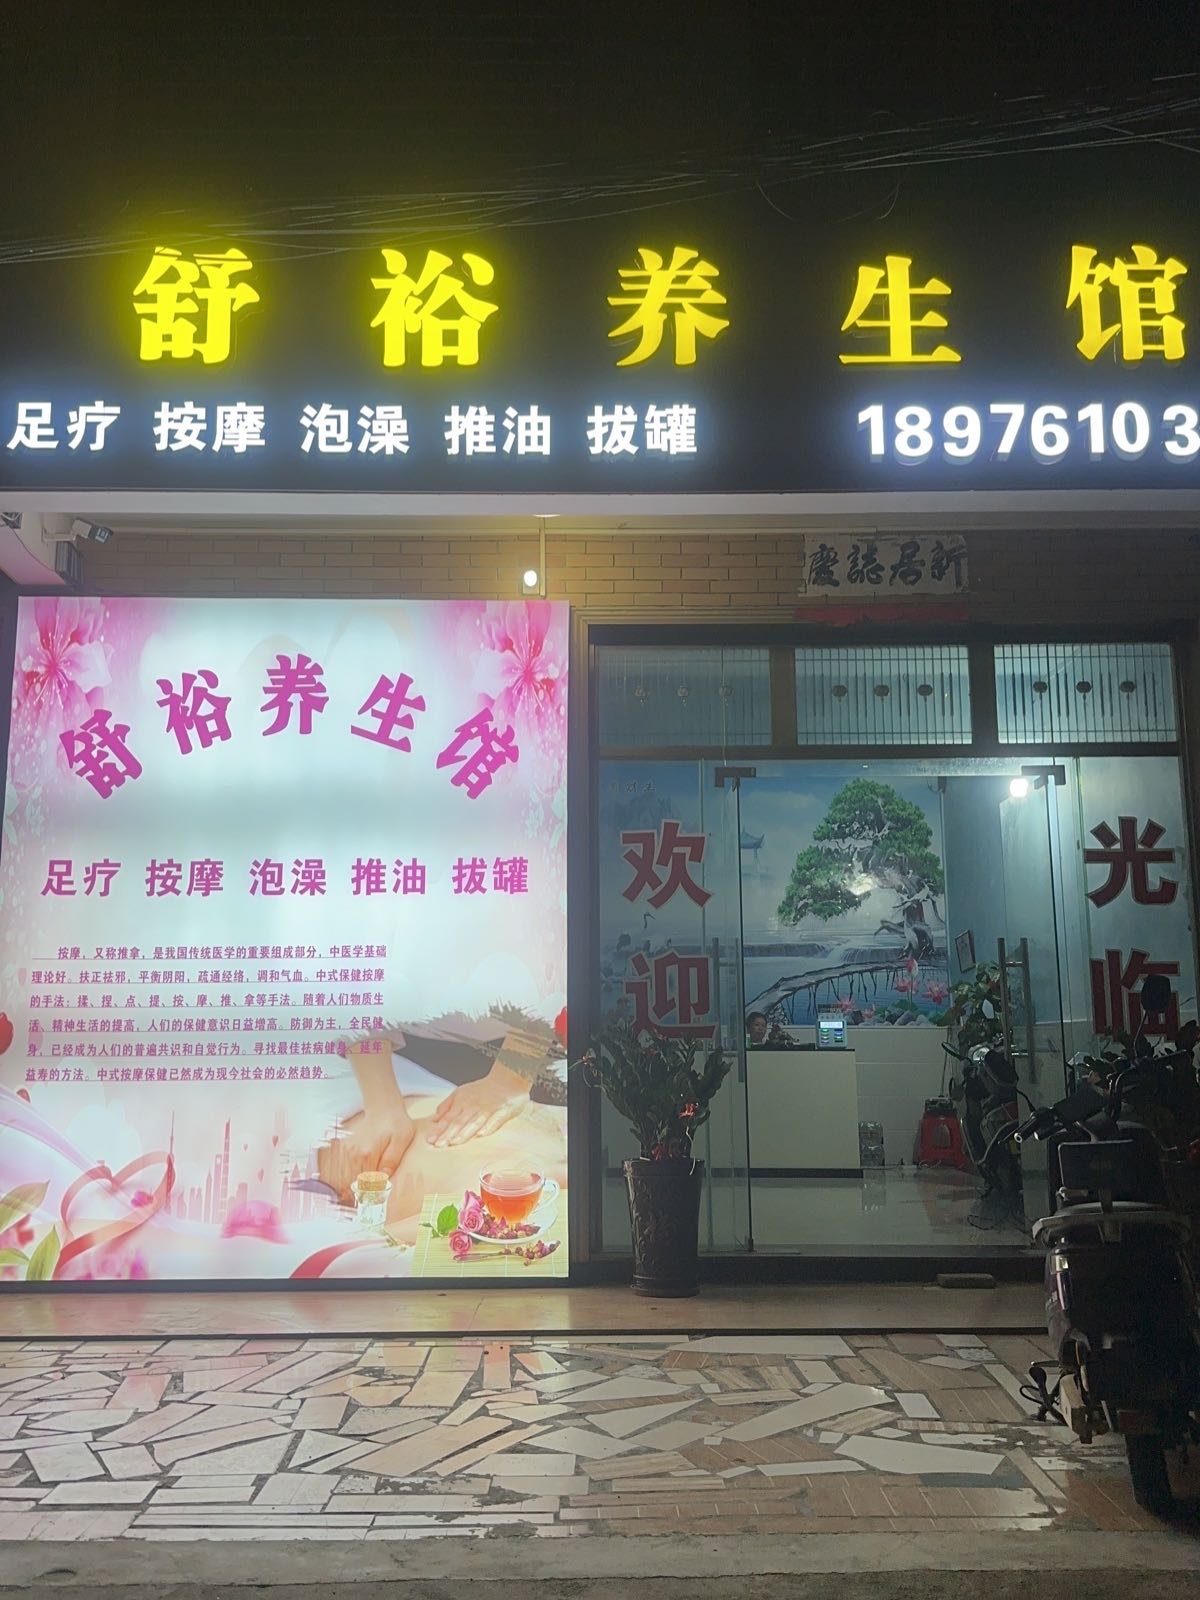 舒裕养生馆
足疗 按摩 泡澡 推油 拔罐 18976103
慶誌居新
舒裕养生馆
足疗 按摩 泡澡 推油 拔罐
按摩，又称推拿，是我国传统医学的重要组成部分，中医学基础
理论好。扶正祛邪，平衡阴阳，疏通经络，调和气血。中式保健按摩
的手法：揉、捏、点、提、按、摩、推、拿等手法。随着人们物质生
活、精神生活的提高，人们的保健意识日益增高。防御为主，全民健
身，已经成为人们的普遍共识和自觉行为。寻找最佳祛病健身、延年
益寿的方法。中式按摩保健已然成为现今社会的必然趋势。
欢迎
光临